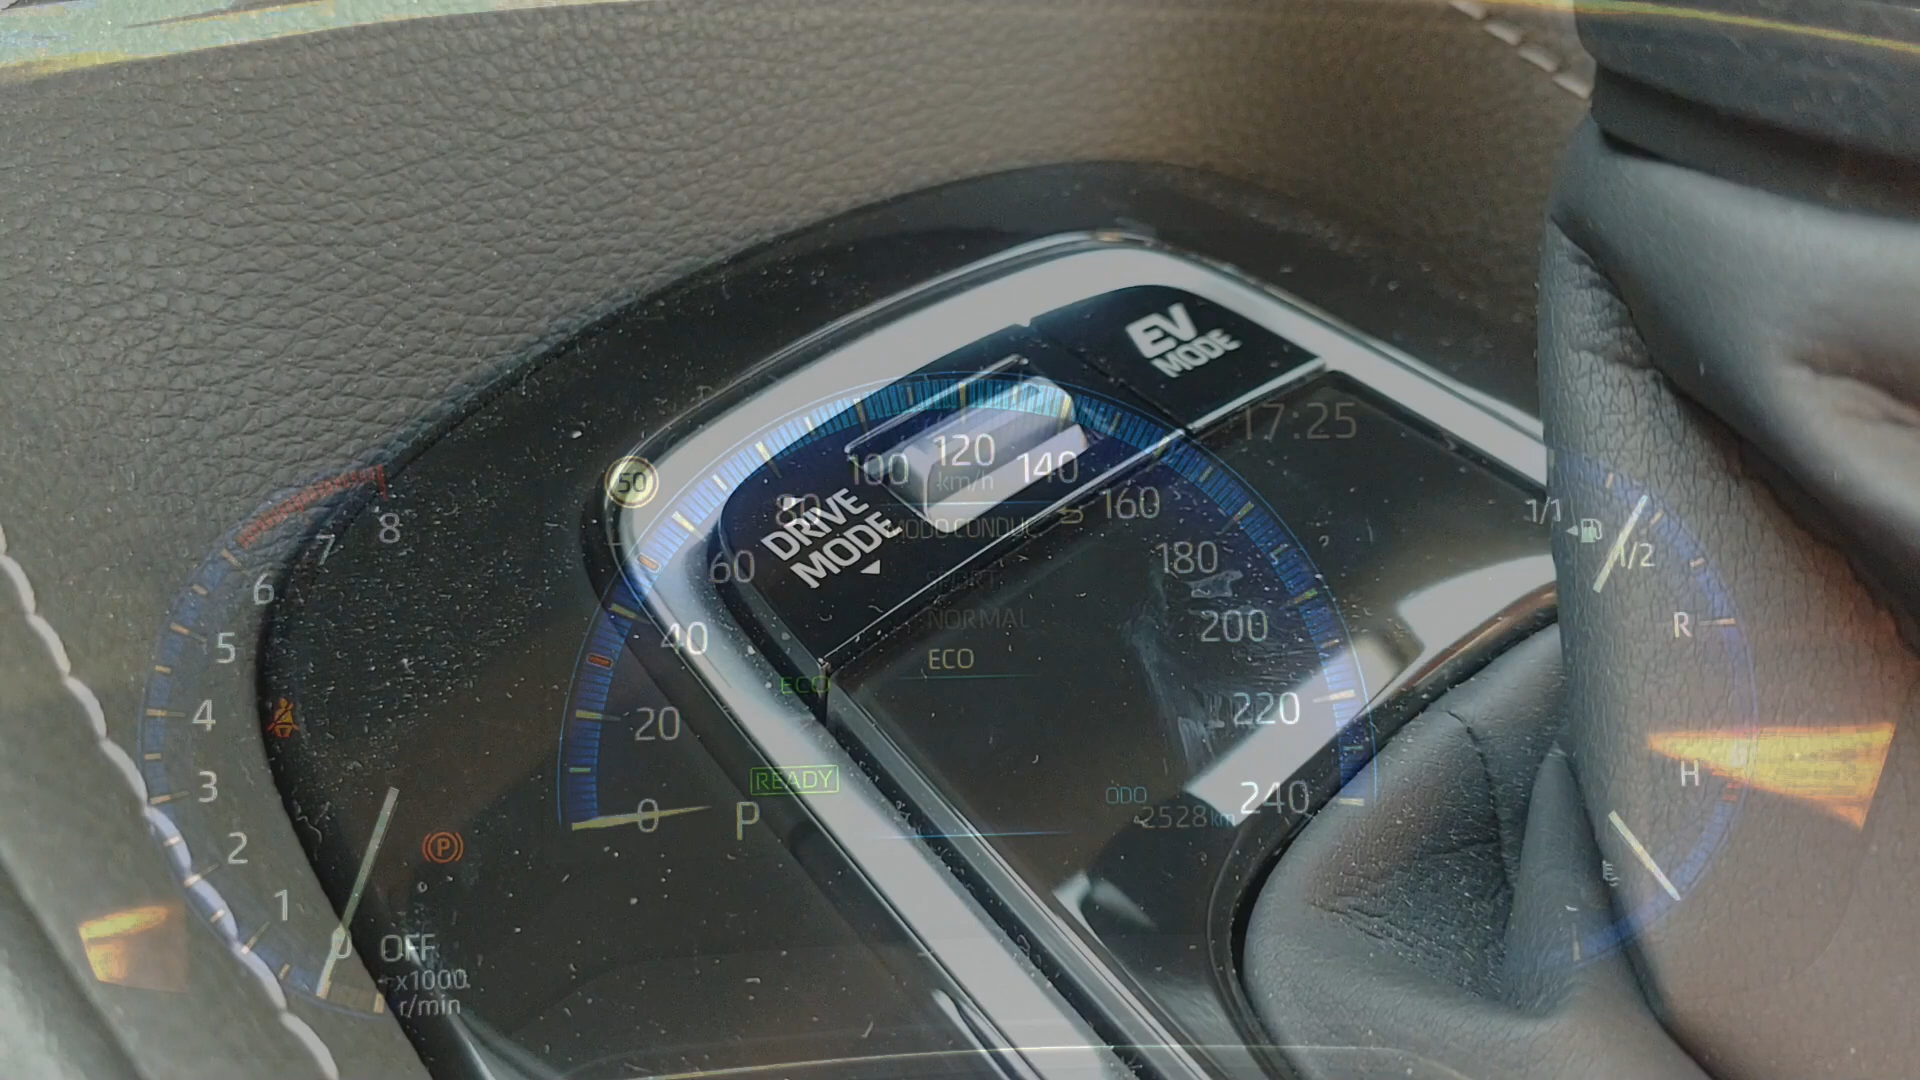 EV
MODE
DRIVE
MODE
17:25
50
0
20
40
60
80
100
120
140
160
180
200
220
240
km/h
MODO CONDUC
SPORT
NORMAL
ECO
ECO
READY
P
ODO
2528 km
8
7
6
5
4
3
2
1
0
OFF
x1000
r/min
P
1/1
1/2
R
H